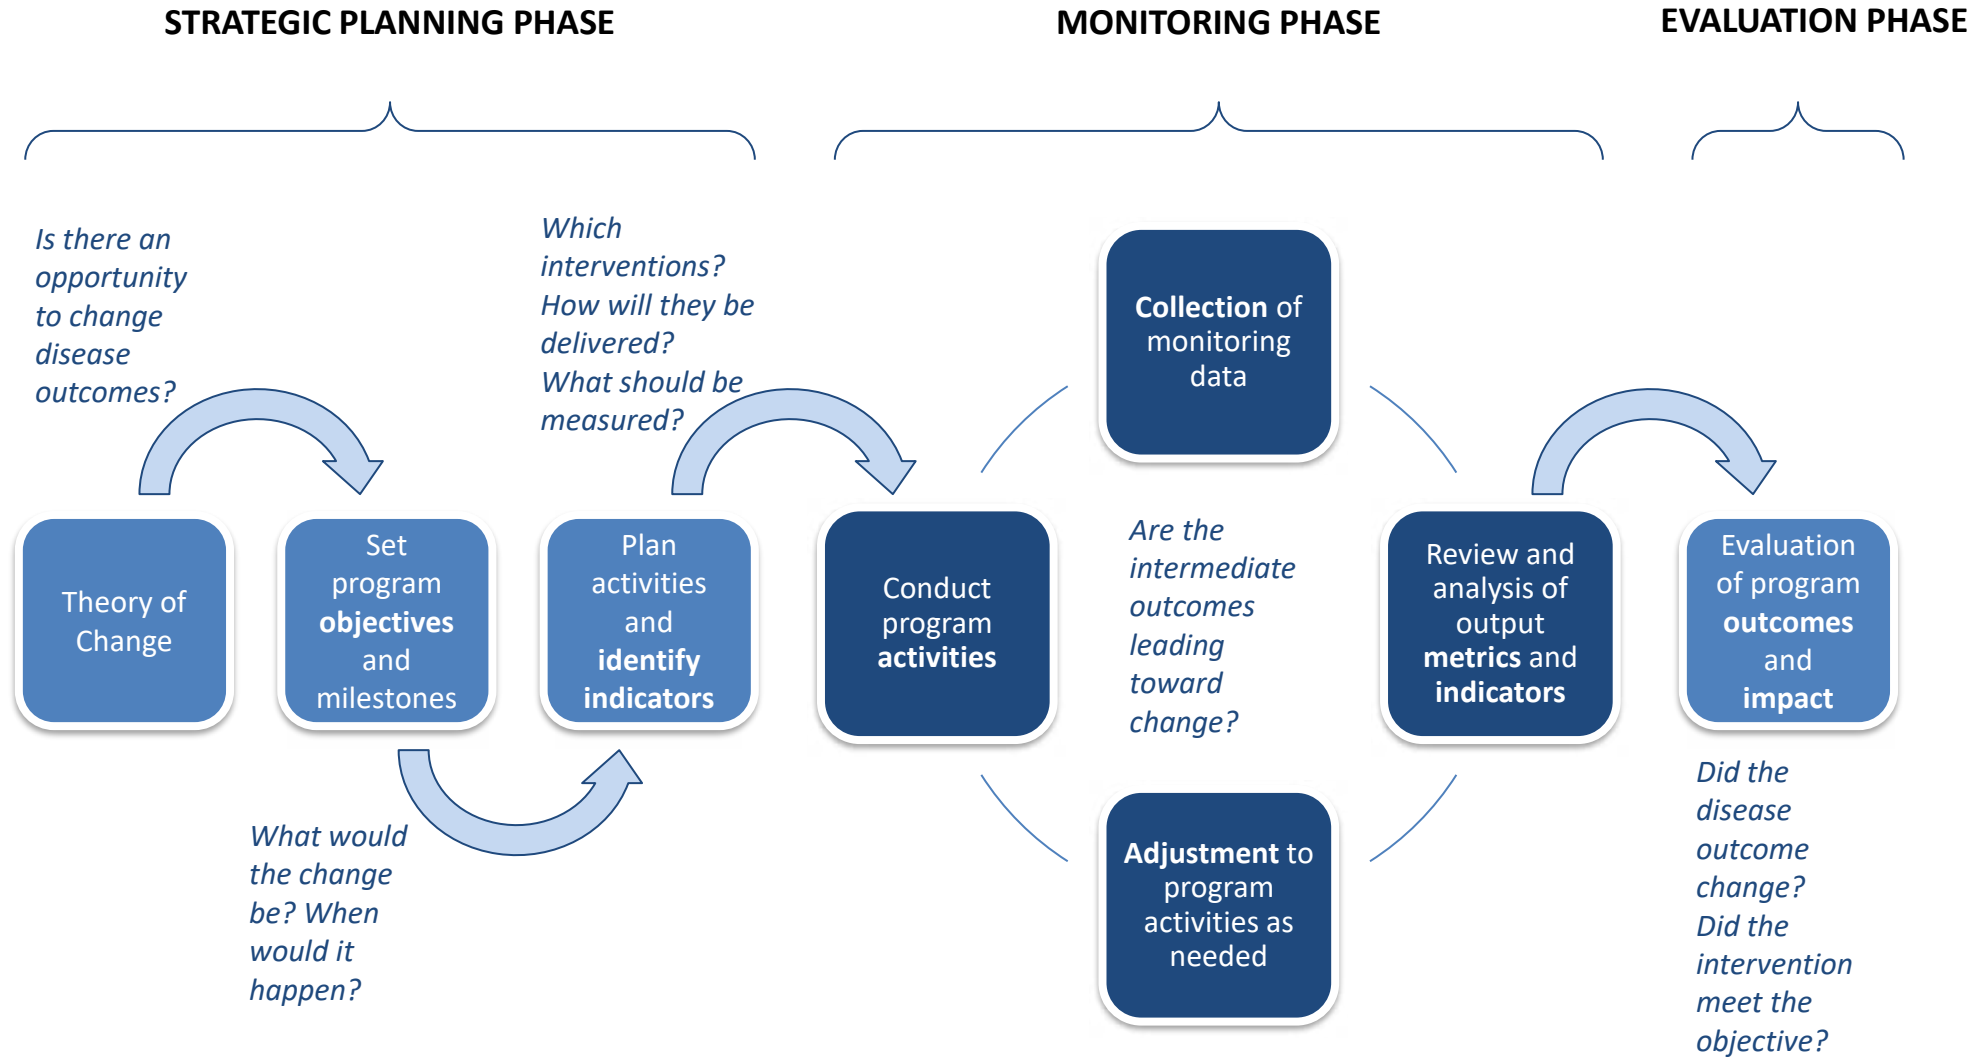 STRATEGIC PLANNING PHASE
MONITORING PHASE
EVALUATION PHASE
Is there an
opportunity
to change
disease
outcomes?
Which
interventions?
How will they be
delivered?
What should be
measured?
Theory of
Change
Set
program
objectives
and
milestones
Plan
activities
and
identify
indicators
What would
the change
be? When
would it
happen?
Conduct
program
activities
Collection of
monitoring
data
Are the
intermediate
outcomes
leading
toward
change?
Review and
analysis of
output
metrics and
indicators
Adjustment to
program
activities as
needed
Evaluation
of program
outcomes
and
impact
Did the
disease
outcome
change?
Did the
intervention
meet the
objective?